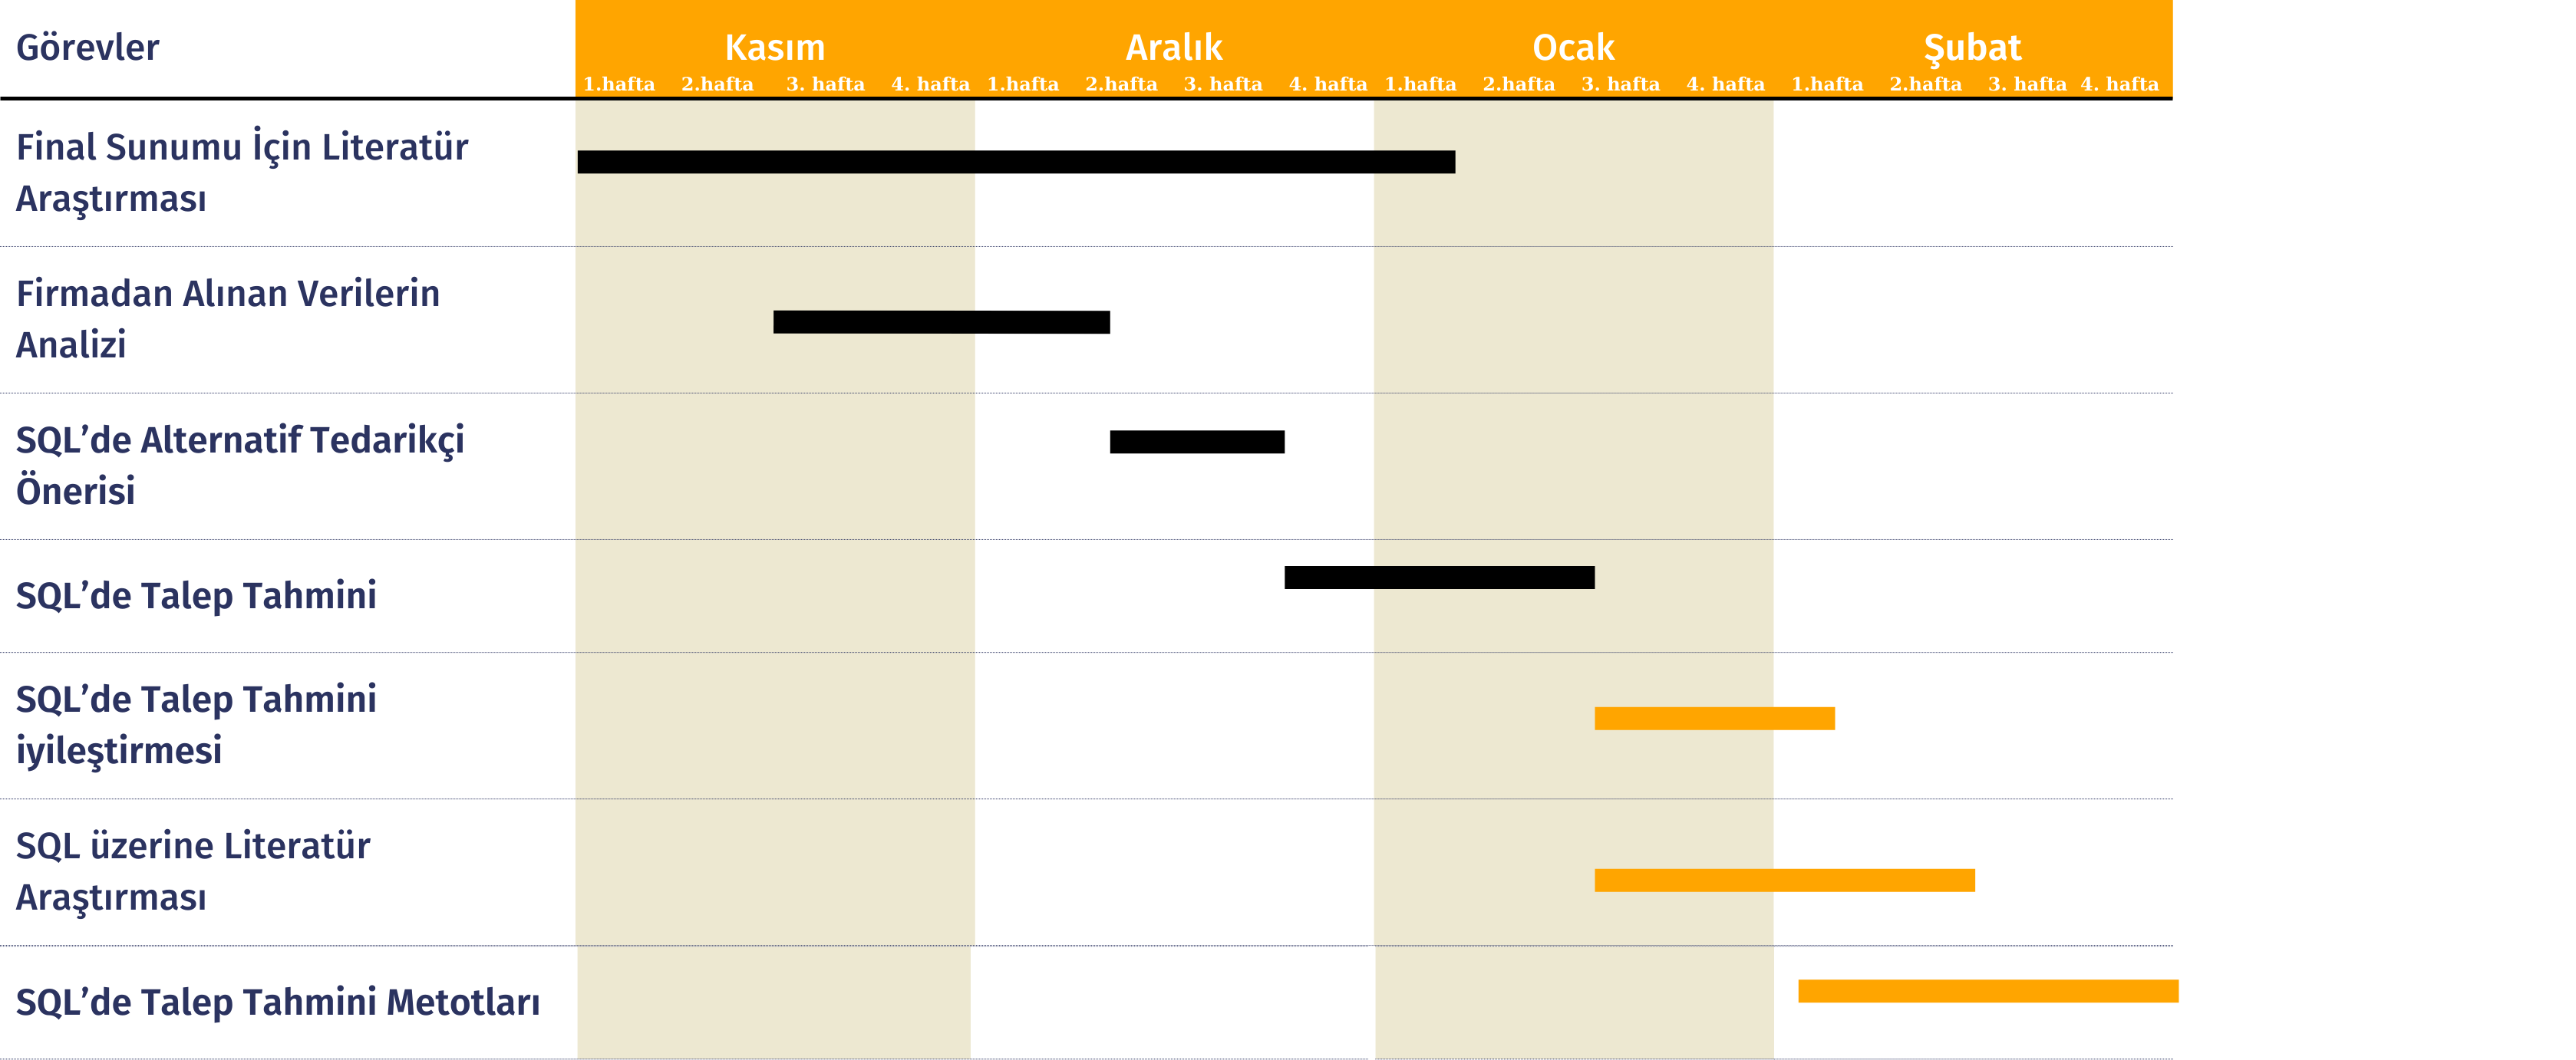 Görevler
Kasım Aralık Ocak Şubat
1.hafta 2.hafta 3. hafta 4. hafta 1.hafta 2.hafta 3. hafta 4. hafta 1.hafta 2.hafta 3. hafta 4. hafta 1.hafta 2.hafta 3. hafta 4. hafta
Final Sunumu İçin Literatür
Araştırması
Firmadan Alınan Verilerin
Analizi
SQL’de Alternatif Tedarikçi
Önerisi
SQL’de Talep Tahmini
SQL’de Talep Tahmini
iyileştirmesi
SQL üzerine Literatür
Araştırması
SQL’de Talep Tahmini Metotları